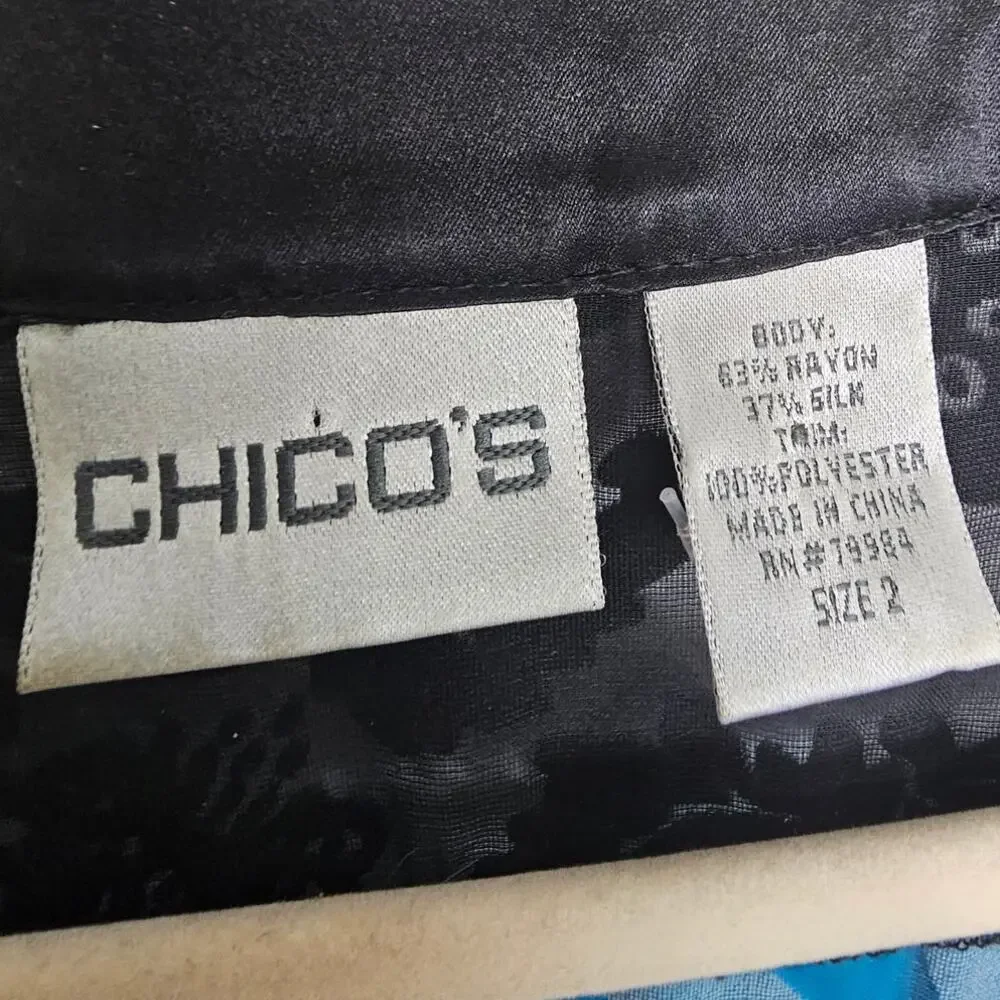 CHICO'S
BODY:
63% RAYON
37% SILK
TRIM:
100% POLYESTER
MADE IN CHINA
RN# 79984
SIZE 2